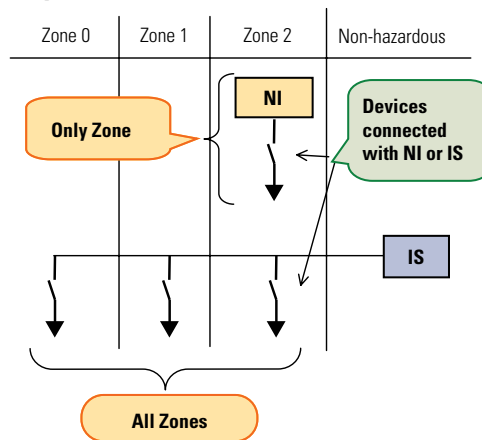 Zone 0 Zone 1 Zone 2 Non-hazardous
NI
Only Zone
Devices
connected
with NI or IS
IS
All Zones